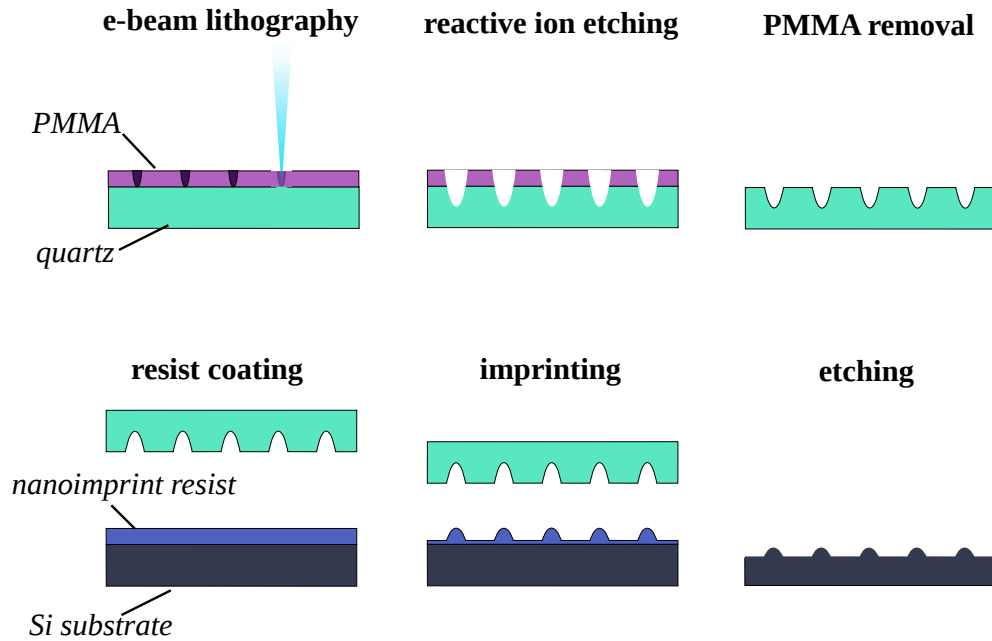 e-beam lithography
reactive ion etching
PMMA removal
PMMA
quartz
resist coating
imprinting
etching
nanoimprint resist
Si substrate